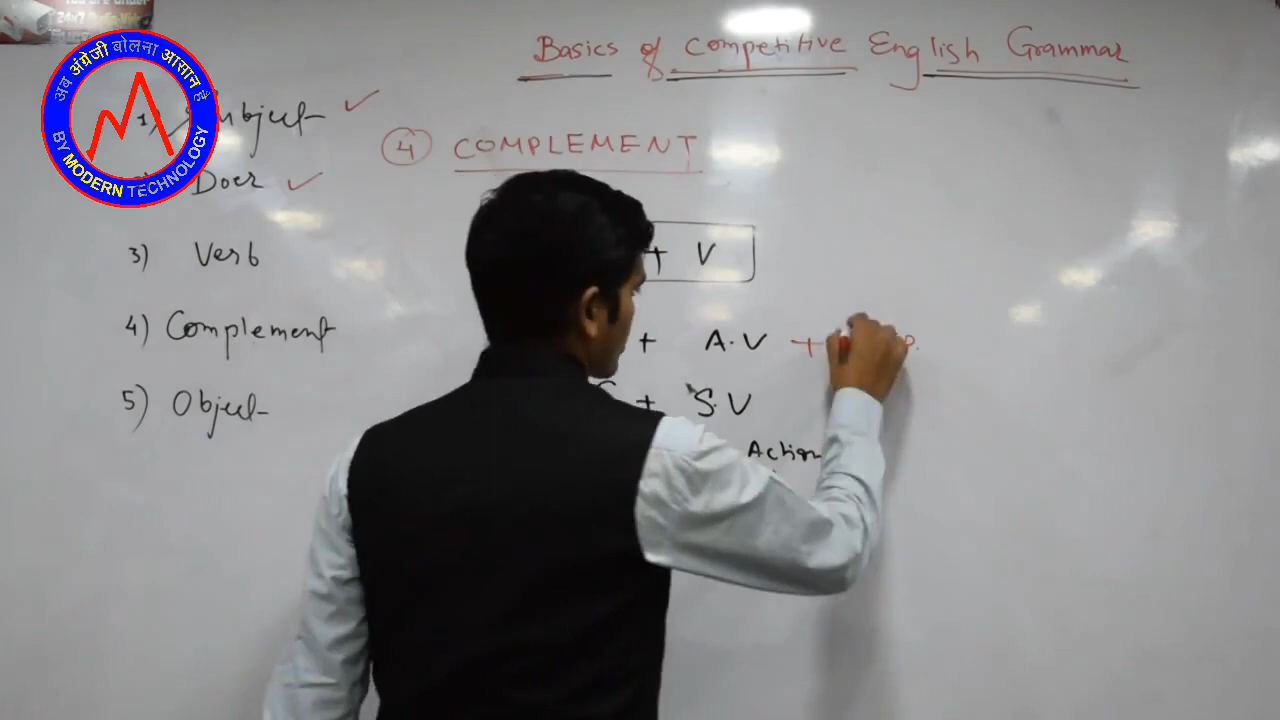 Basics of Competitive English Grammar
अब अंग्रेजी बोलना आसान है
BY MODERN TECHNOLOGY
1) Subject
Doer
3) Verb
4) Complement
5) Object
4 COMPLEMENT
+ V
+ A.V +
+ S.V
Action